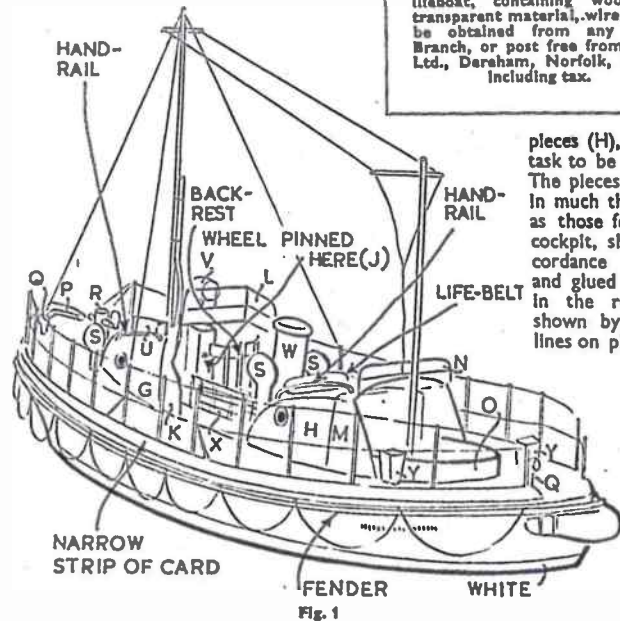 lifeboat, containing
transparent material, wire
be obtained from any
Branch, or post free from
Ltd., Dereham, Norfolk,
including tax.
pieces (H),
task to be
The pieces
in much th
as those f
cockpit, s
cordance
and glued
in the r
shown by
lines on p
HAND-
RAIL
BACK-
REST
WHEEL PINNED
HERE(J)
HAND-
RAIL
LIFE-BELT
Q
P
R
S
U
V
L
W
S
S
N
G
K
X
H
M
O
Y
Y
Q
NARROW
STRIP OF CARD
FENDER
WHITE
Fig. 1